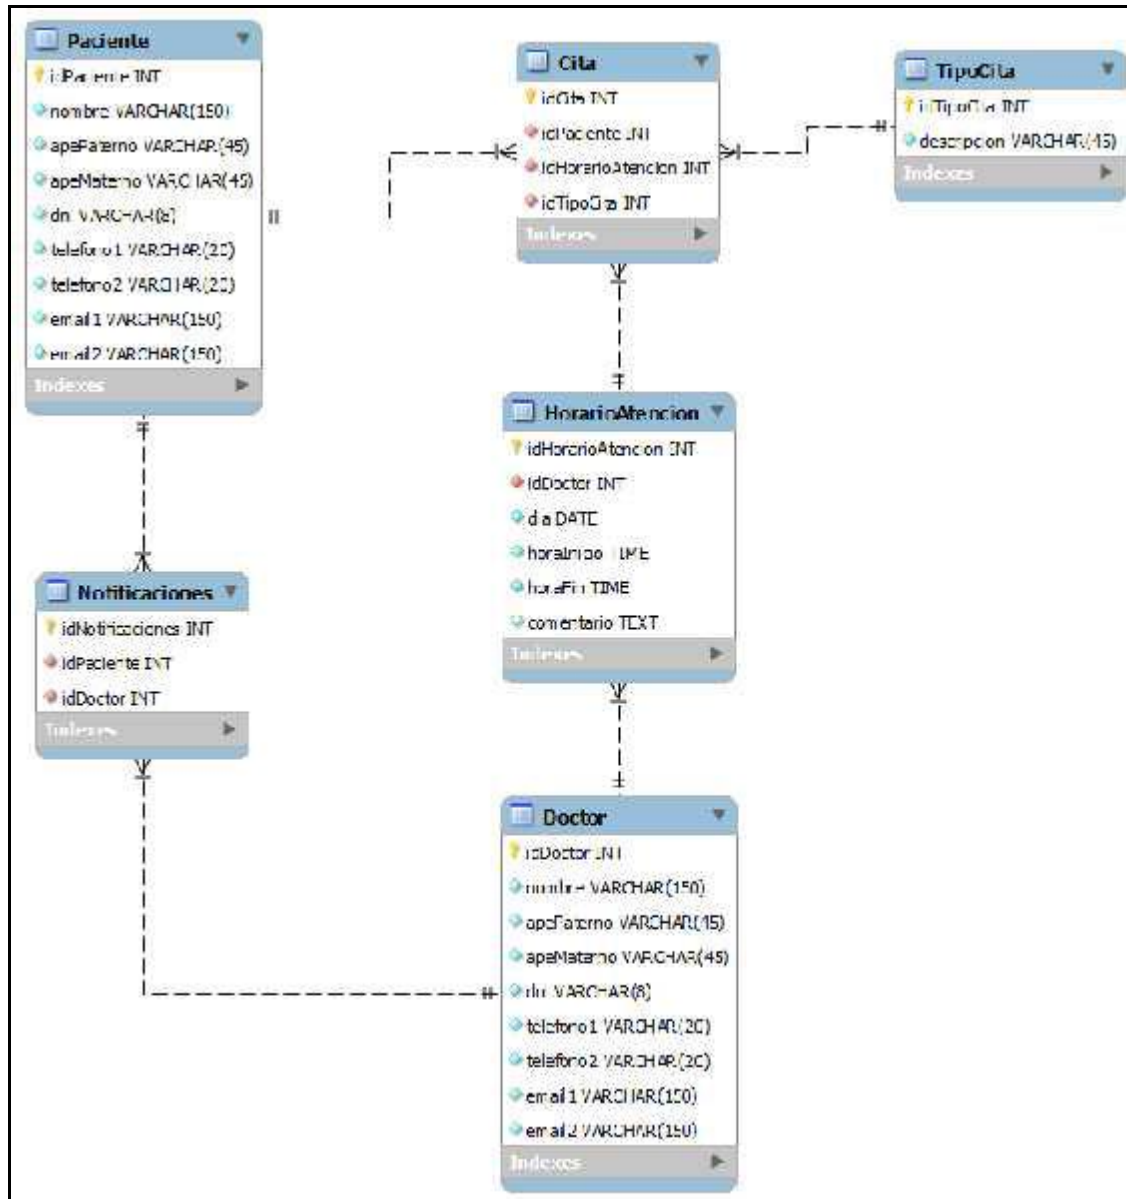 Paciente
idPaciente INT
nombre VARCHAR(150)
apePaterno VARCHAR(45)
apeMaterno VARCHAR(45)
dni VARCHAR(8)
telefono1 VARCHAR(20)
telefono2 VARCHAR(20)
email1 VARCHAR(150)
email2 VARCHAR(150)
Indexes
Cita
idCita INT
idPaciente INT
idHorarioAtencion INT
idTipoCita INT
Indexes
TipoCita
idTipoCita INT
descripcion VARCHAR(45)
Indexes
HorarioAtencion
idHorarioAtencion INT
idDoctor INT
dia DATE
horaInicio TIME
horaFin TIME
comentario TEXT
Indexes
Notificaciones
idNotificaciones INT
idPaciente INT
idDoctor INT
Indexes
Doctor
idDoctor INT
nombre VARCHAR(150)
apePaterno VARCHAR(45)
apeMaterno VARCHAR(45)
dni VARCHAR(8)
telefono1 VARCHAR(20)
telefono2 VARCHAR(20)
email1 VARCHAR(150)
email2 VARCHAR(150)
Indexes